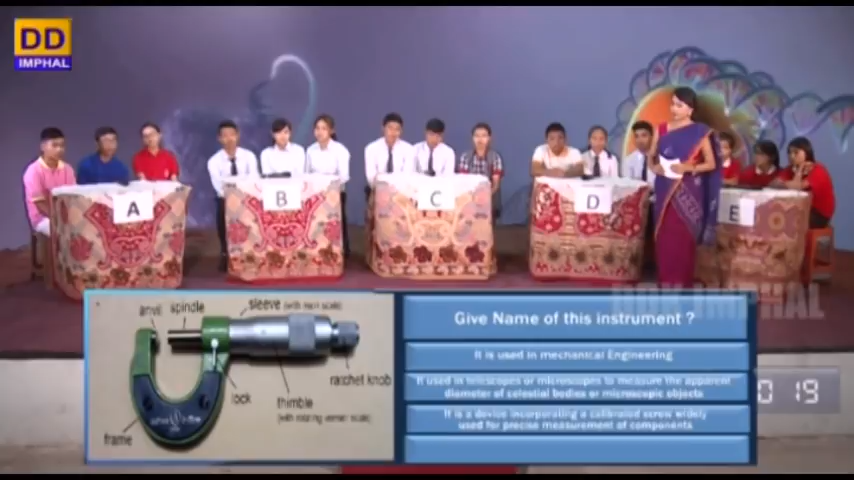 DD
IMPHAL
A
B
C
D
E
DDK IMPHAL
anvil
spindle
sleeve (with main scale)
lock
ratchet knob
thimble
(with rotating vernier scale)
frame
Give Name of this instrument ?
It is used in mechanical Engineering
It used in telescopes or microscopes to measure the apparent
diameter of celestial bodies or microscopic objects
It is a device incorporating a calibrated screw widely
used for precise measurement of components
0 19